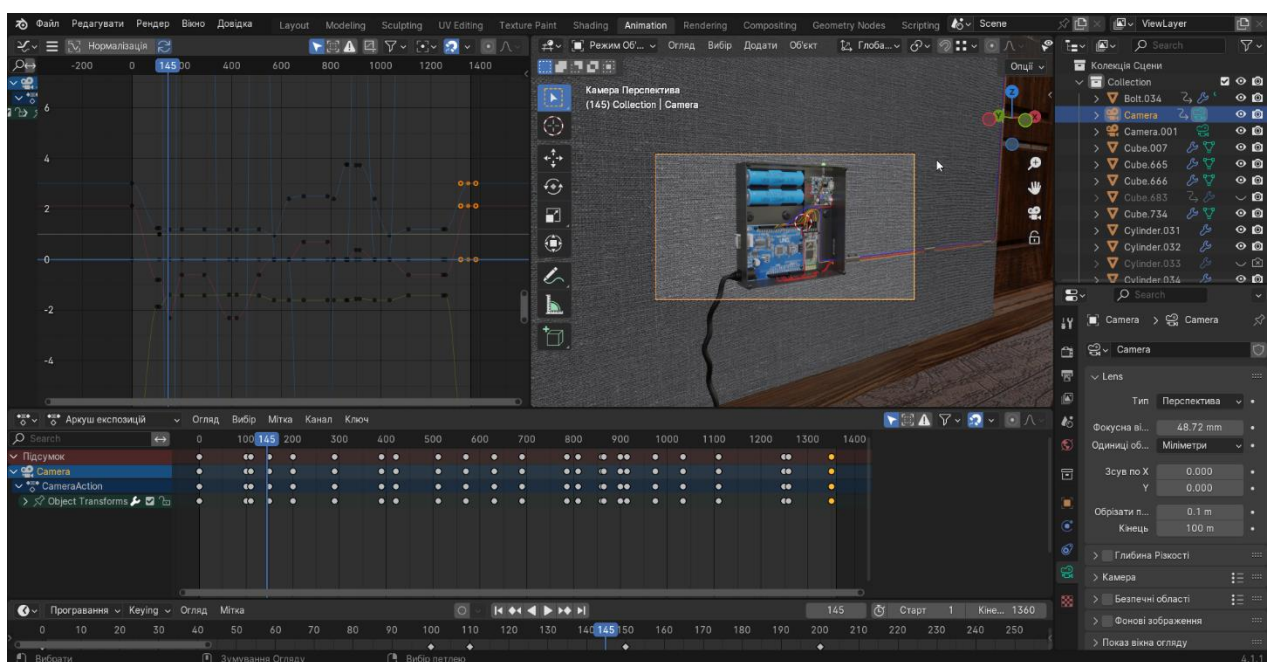 Файл Редагувати Рендер Вікно Довідка Layout Modeling Sculpting UV Editing Texture Paint Shading Animation Rendering Compositing Geometry Nodes Scripting Scene ViewLayer
Нормалізація
Режим Об'... Огляд Вибір Додати Об'єкт Глоба...
Search
-200 0 145 200 400 600 800 1000 1200 1400
Опції
6
4
2
0
-2
-4
Камера Перспектива
(145) Collection | Camera
Z
Y
Колекція Сцени
Collection
Bolt.034
Camera
Camera.001
Cube.007
Cube.665
Cube.666
Cube.683
Cube.734
Cylinder.031
Cylinder.032
Cylinder.033
Cylinder.034
Search
Camera > Camera
Camera
Lens
Тип Перспектива
Фокусна ві... 48.72 mm
Одиниці об... Міліметри
Зсув по X 0.000
Y 0.000
Обрізати п... 0.1 m
Кінець 100 m
Глибина Різкості
Камера
Безпечні області
Фонові зображення
Показ вікна огляду
Аркуш експозицій Огляд Вибір Мітка Канал Ключ
Search
0 100 145 200 300 400 500 600 700 800 900 1000 1100 1200 1300 1400
Підсумок
Camera
CameraAction
Object Transforms
Програвання Keying Огляд Мітка 145 Старт 1 Кіне... 1360
0 10 20 30 40 50 60 70 80 90 100 110 120 130 140 145 150 160 170 180 190 200 210 220 230 240 250
Вибрати Зумування Огляду Вибір петлею 4.1.1